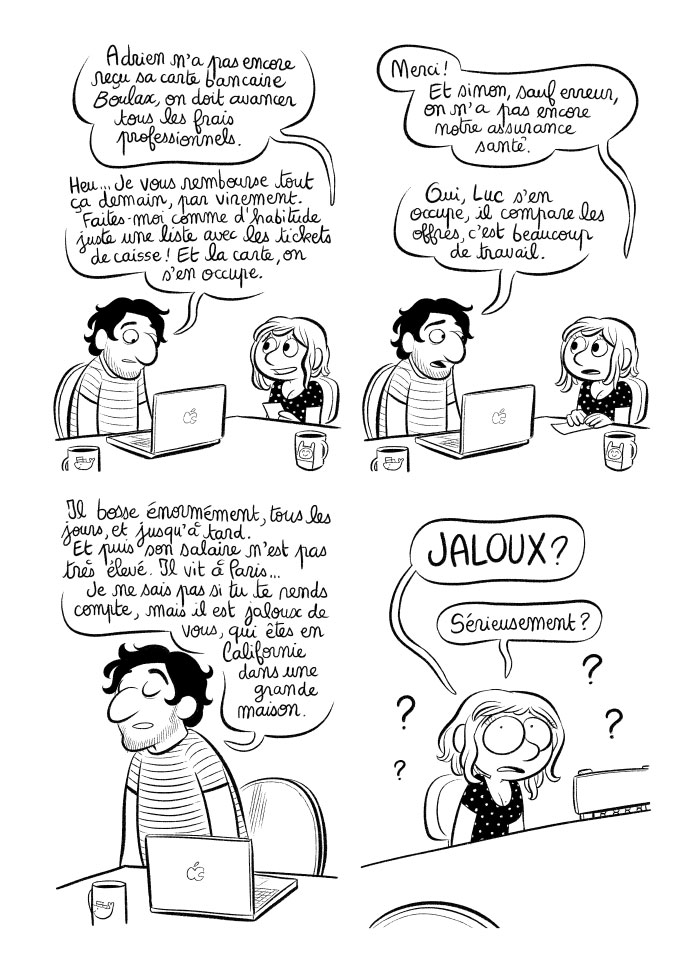 Adrien n'a pas encore
reçu sa carte bancaire
Boulax, on doit avancer
tous les frais
professionnels.
Heu... Je vous rembourse tout
ça demain, par virement.
Faites-moi comme d'habitude
juste une liste avec les tickets
de caisse ! Et la carte, on
s'en occupe.
Merci !
Et simon, sauf erreur,
on n'a pas encore
notre assurance
santé.
Oui, Luc s'en
occupe, il compare les
offres, c'est beaucoup
de travail.
Il bosse énormément, tous les
jours, et jusqu'à tard.
Et puis son salaire n'est pas
très élevé. Il vit à Paris...
Je ne sais pas si tu te rends
compte, mais il est jaloux de
vous, qui êtes en
Californie
dans une
grande
maison.
JALOUX ?
Sérieusement ?
?
?
?
?